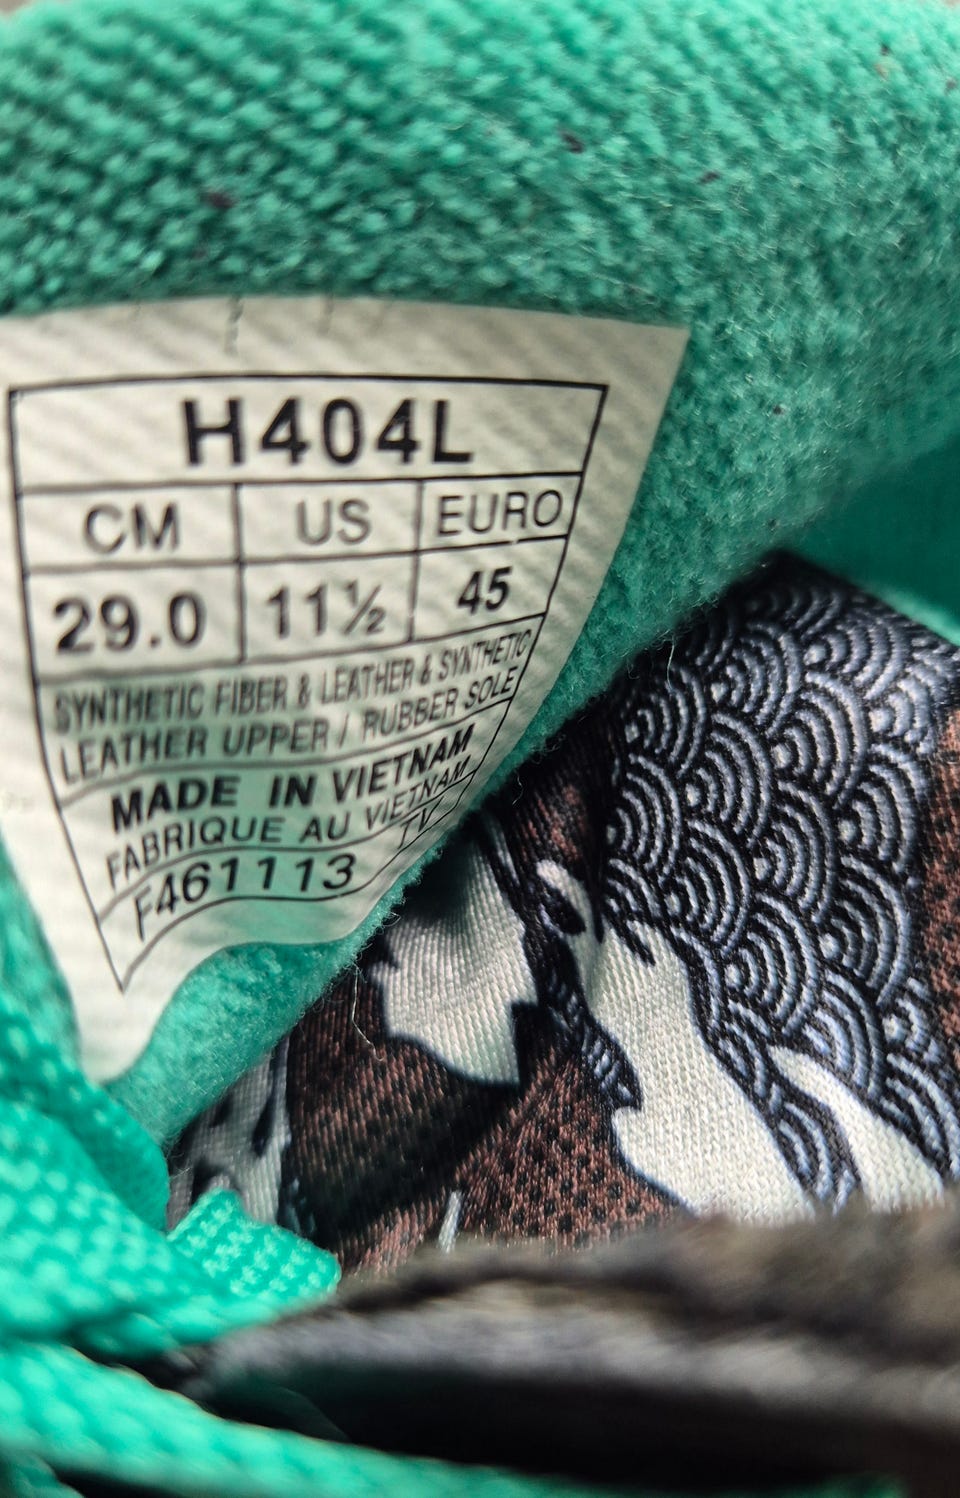 H404L
CM US EURO
29.0 11½ 45
SYNTHETIC FIBER & LEATHER & SYNTHETIC
LEATHER UPPER / RUBBER SOLE
MADE IN VIETNAM
FABRIQUE AU VIETNAM
TV
F461113